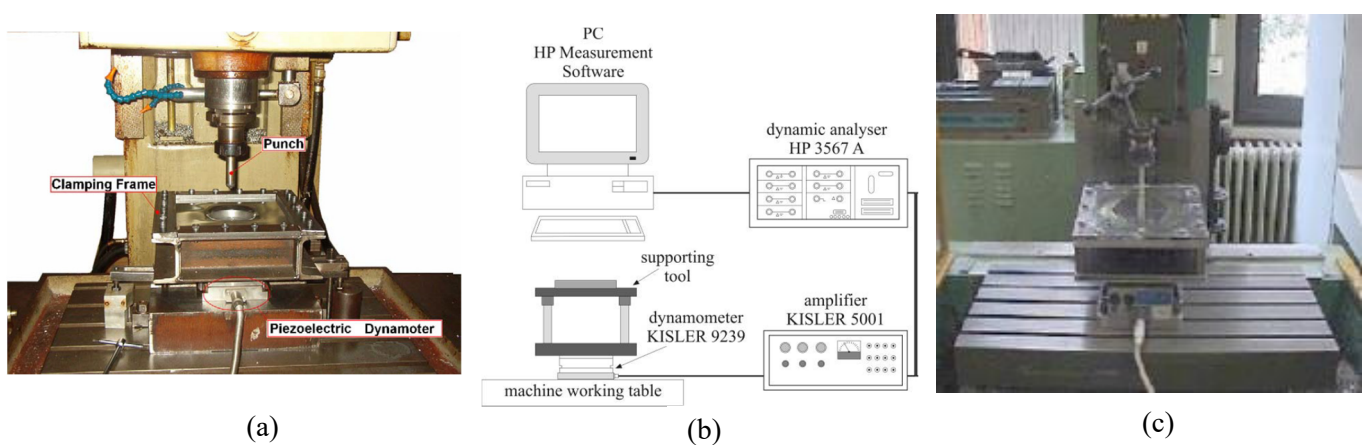 Punch
Clamping Frame
Piezoelectric Dynamoter
(a)
PC
HP Measurement
Software
dynamic analyser
HP 3567 A
supporting
tool
dynamometer
KISLER 9239
amplifier
KISLER 5001
machine working table
(b)
(c)